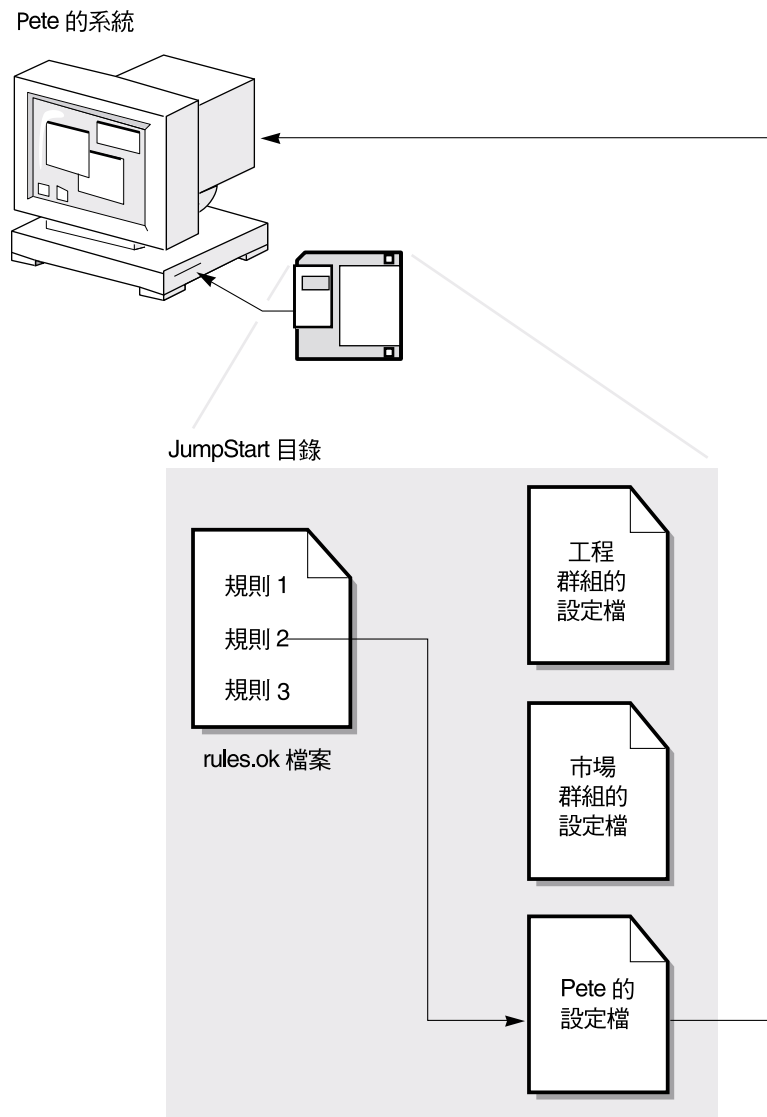 Pete 的系統
JumpStart 目錄
規則 1
規則 2
規則 3
rules.ok 檔案
工程
群組的
設定檔
市場
群組的
設定檔
Pete 的
設定檔